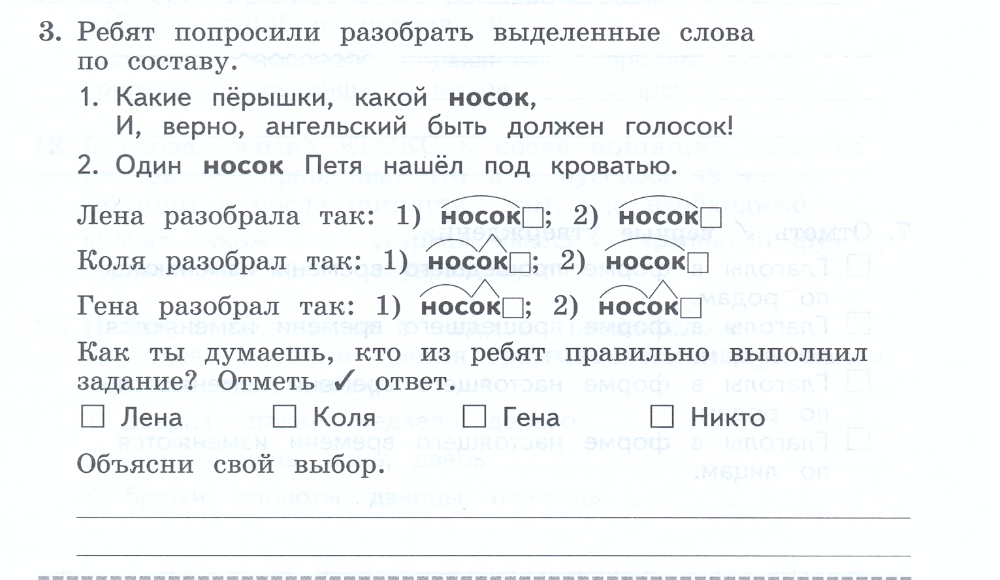 3. Ребят попросили разобрать выделенные слова
по составу.
1. Какие пёрышки, какой носок,
И, верно, ангельский быть должен голосок!
2. Один носок Петя нашёл под кроватью.
Лена разобрала так: 1) носок□; 2) носок□
Коля разобрал так: 1) носок□; 2) носок□
Гена разобрал так: 1) носок□; 2) носок□
Как ты думаешь, кто из ребят правильно выполнил
задание? Отметь ✓ ответ.
□ Лена □ Коля □ Гена □ Никто
Объясни свой выбор.